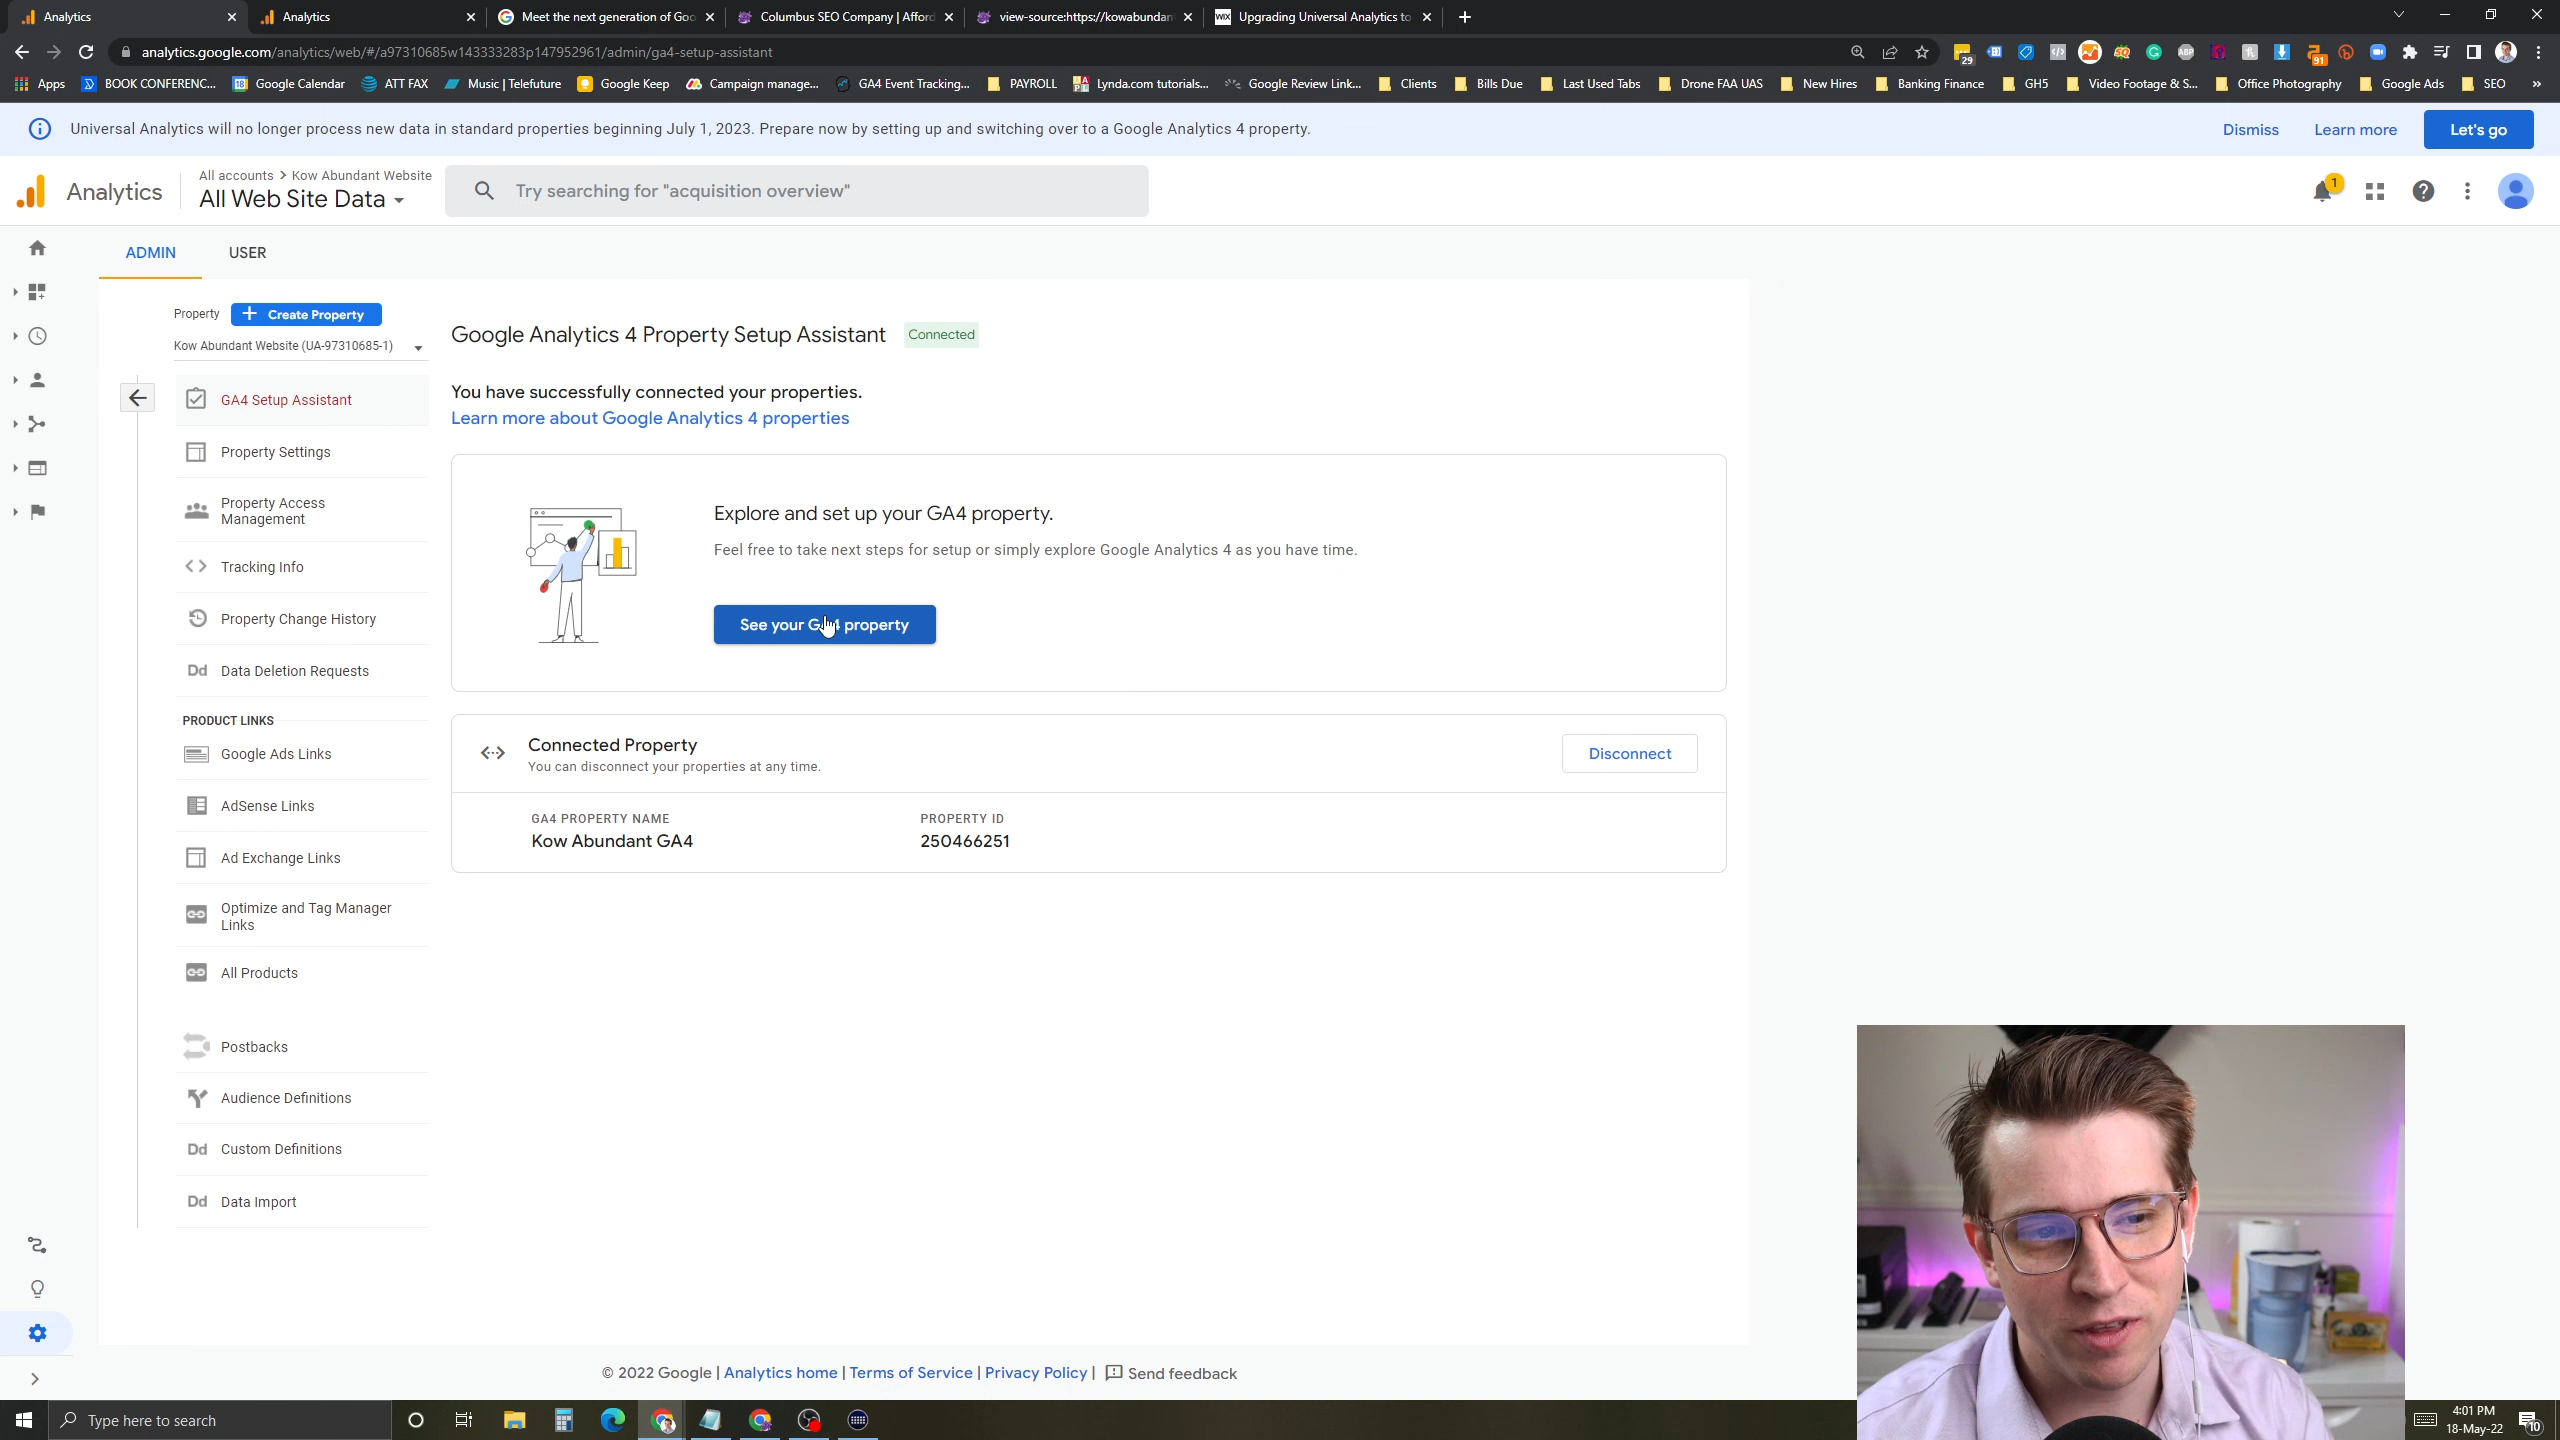 Analytics
Analytics
Meet the next generation of Goo
Columbus SEO Company | Afford
view-source:https://kowabundan
WIX Upgrading Universal Analytics to
analytics.google.com/analytics/web/#/a97310685w143333283p147952961/admin/ga4-setup-assistant
29
ABP
91
Apps
BOOK CONFERENC...
Google Calendar
ATT FAX
Music | Telefuture
Google Keep
Campaign manage...
GA4 Event Tracking...
PAYROLL
Lynda.com tutorials...
Google Review Link...
Clients
Bills Due
Last Used Tabs
Drone FAA UAS
New Hires
Banking Finance
GH5
Video Footage & S...
Office Photography
Google Ads
SEO
Universal Analytics will no longer process new data in standard properties beginning July 1, 2023. Prepare now by setting up and switching over to a Google Analytics 4 property.
Dismiss
Learn more
Let's go
Analytics
All accounts > Kow Abundant Website
All Web Site Data
Try searching for "acquisition overview"
1
ADMIN
USER
Property
+ Create Property
Kow Abundant Website (UA-97310685-1)
GA4 Setup Assistant
Property Settings
Property Access
Management
Tracking Info
Property Change History
Dd Data Deletion Requests
PRODUCT LINKS
Google Ads Links
AdSense Links
Ad Exchange Links
Optimize and Tag Manager
Links
All Products
Postbacks
Audience Definitions
Dd Custom Definitions
Dd Data Import
Google Analytics 4 Property Setup Assistant
Connected
You have successfully connected your properties.
Learn more about Google Analytics 4 properties
Explore and set up your GA4 property.
Feel free to take next steps for setup or simply explore Google Analytics 4 as you have time.
See your GA4 property
Connected Property
You can disconnect your properties at any time.
Disconnect
GA4 PROPERTY NAME
PROPERTY ID
Kow Abundant GA4
250466251
© 2022 Google | Analytics home | Terms of Service | Privacy Policy | Send feedback
Type here to search
4:01 PM
18-May-22
10